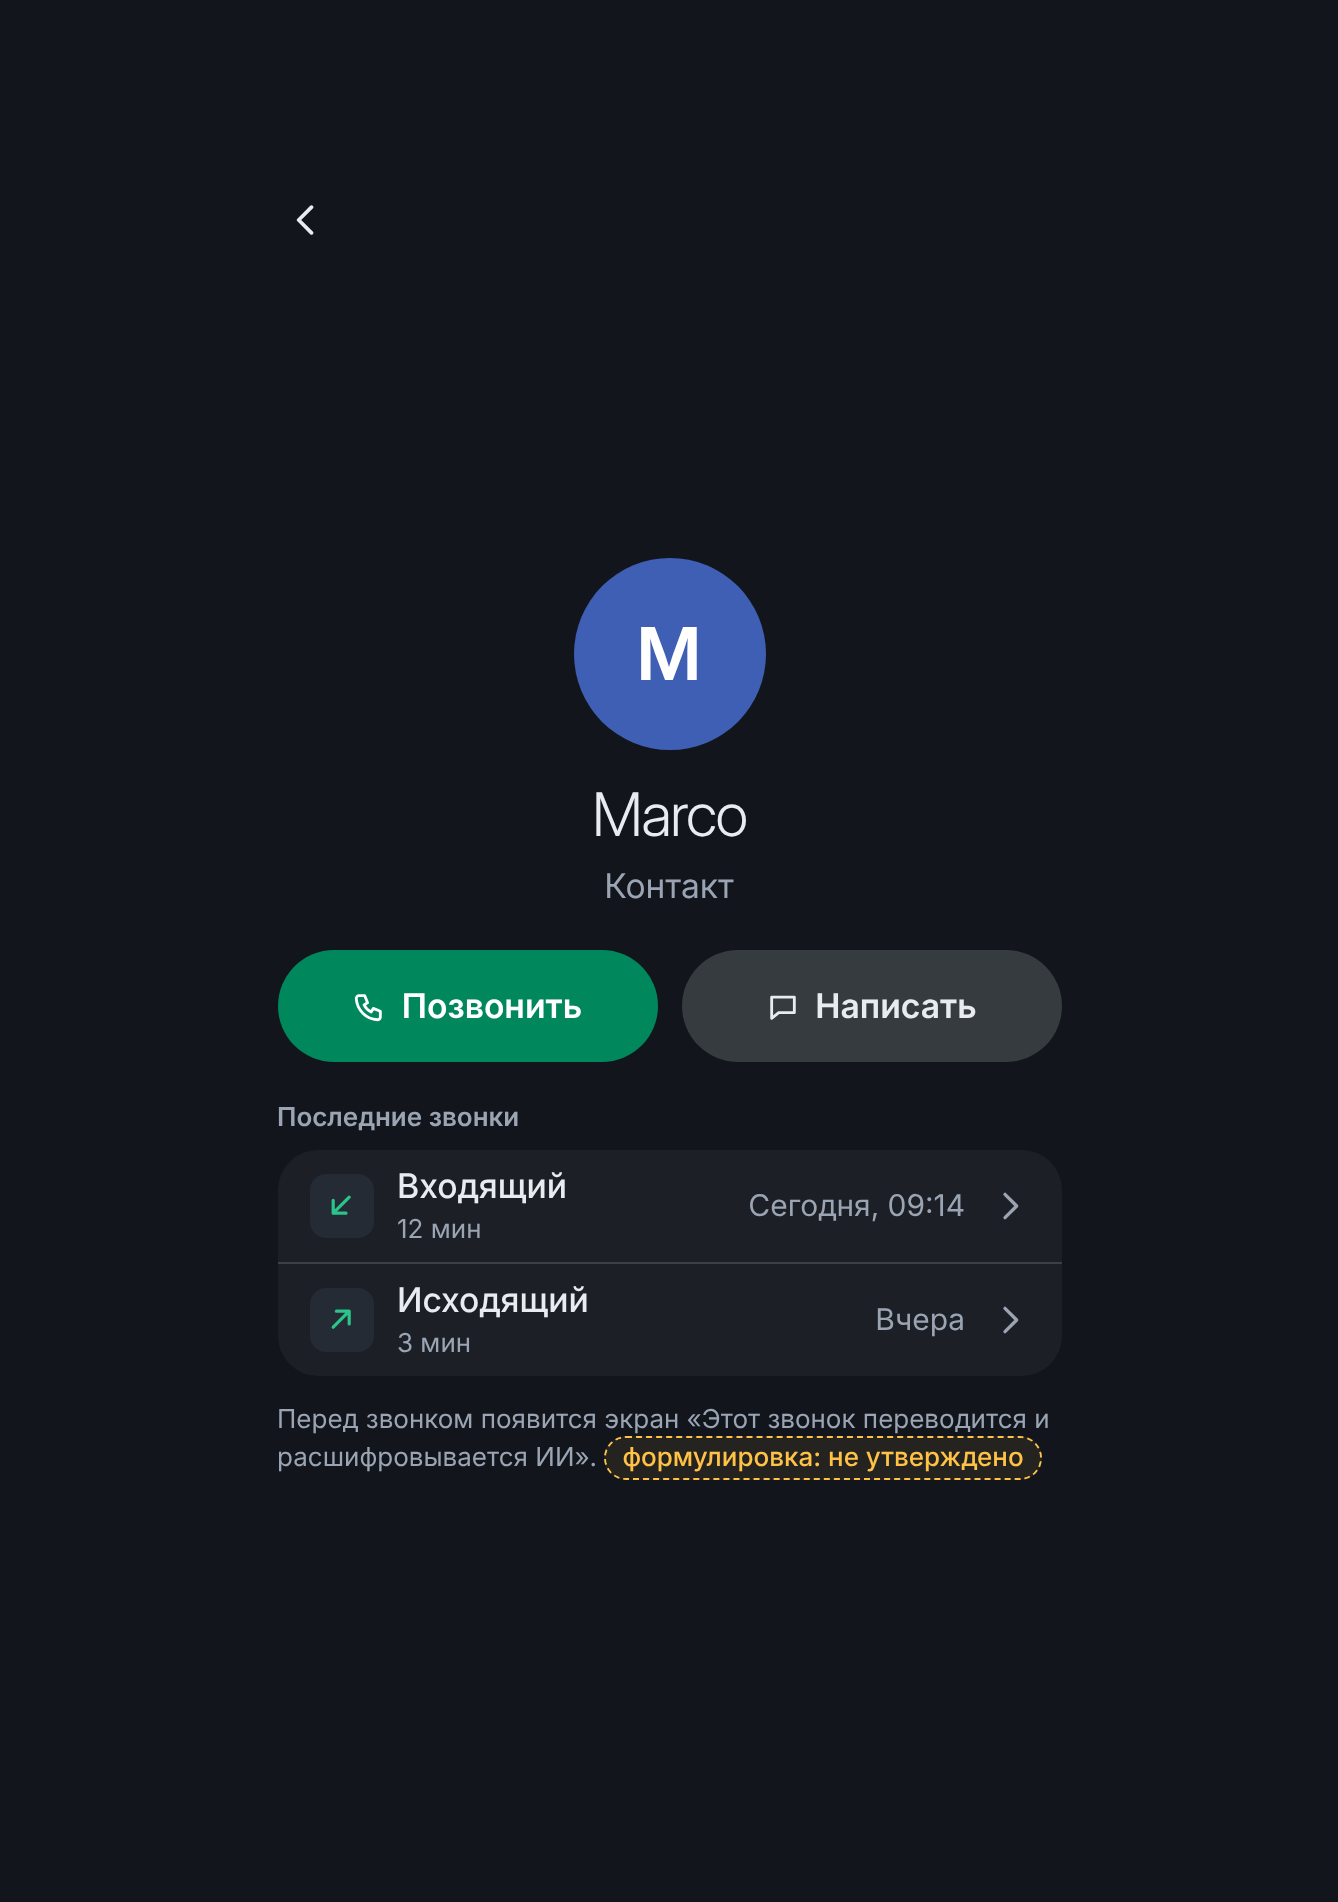 M
Marco
Контакт
Позвонить
Написать
Последние звонки
Входящий
12 мин
Сегодня, 09:14
Исходящий
3 мин
Вчера
Перед звонком появится экран «Этот звонок переводится и
расшифровывается ИИ». формулировка: не утверждено